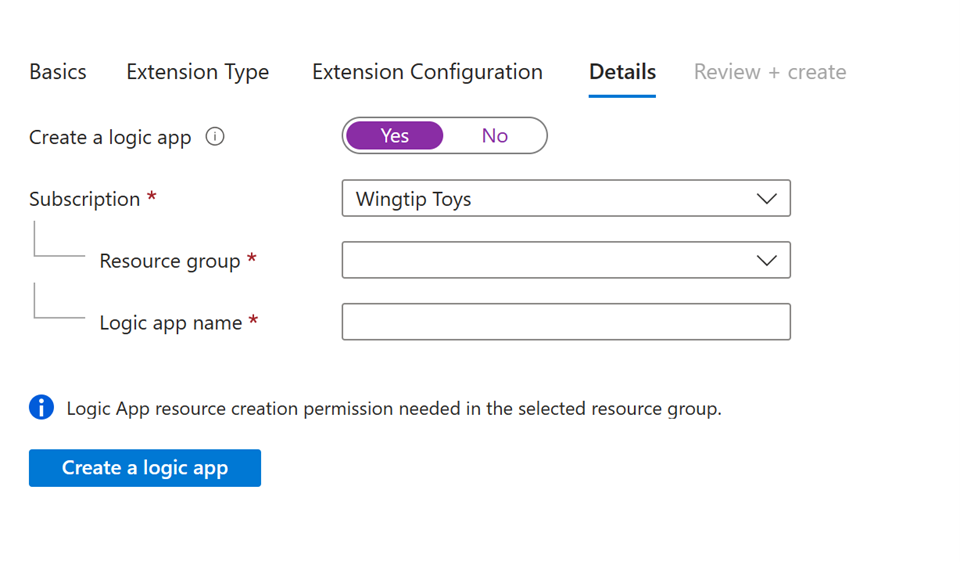 Basics Extension Type Extension Configuration Details Review + create
Create a logic app Yes No
Subscription * Wingtip Toys
Resource group *
Logic app name *
Logic App resource creation permission needed in the selected resource group.
Create a logic app